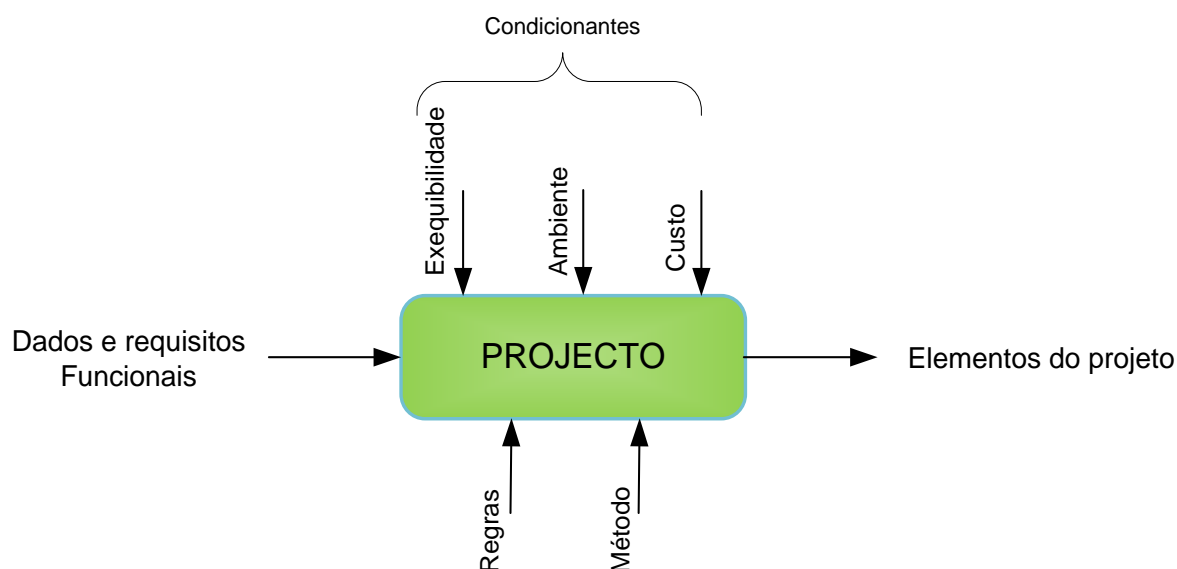 Condicionantes
Exequibilidade
Ambiente
Custo
Dados e requisitos
Funcionais
PROJECTO
Elementos do projeto
Regras
Método